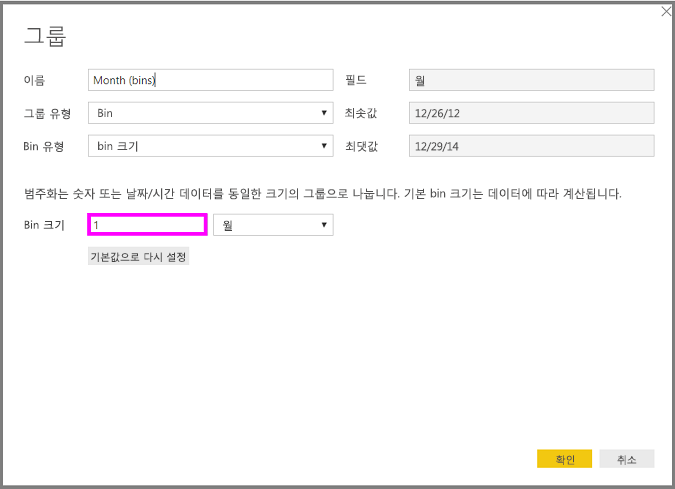 그룹
이름 Month (bins) 필드 월
그룹 유형 Bin 최솟값 12/26/12
Bin 유형 bin 크기 최댓값 12/29/14
범주화는 숫자 또는 날짜/시간 데이터를 동일한 크기의 그룹으로 나눕니다. 기본 bin 크기는 데이터에 따라 계산됩니다.
Bin 크기 1 월
기본값으로 다시 설정
확인 취소